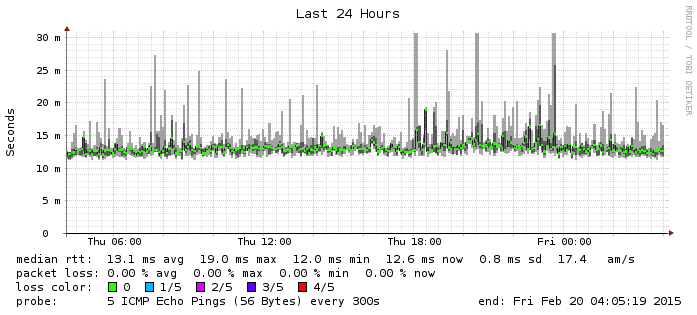 Last 24 Hours
RRDTOOL / TOBI OETIKER
Seconds
30 m
25 m
20 m
15 m
10 m
5 m
0
Thu 06:00 Thu 12:00 Thu 18:00 Fri 00:00
median rtt: 13.1 ms avg 19.0 ms max 12.0 ms min 12.6 ms now 0.8 ms sd 17.4 am/s
packet loss: 0.00 % avg 0.00 % max 0.00 % min 0.00 % now
loss color: 0 1/5 2/5 3/5 4/5
probe: 5 ICMP Echo Pings (56 Bytes) every 300s end: Fri Feb 20 04:05:19 2015